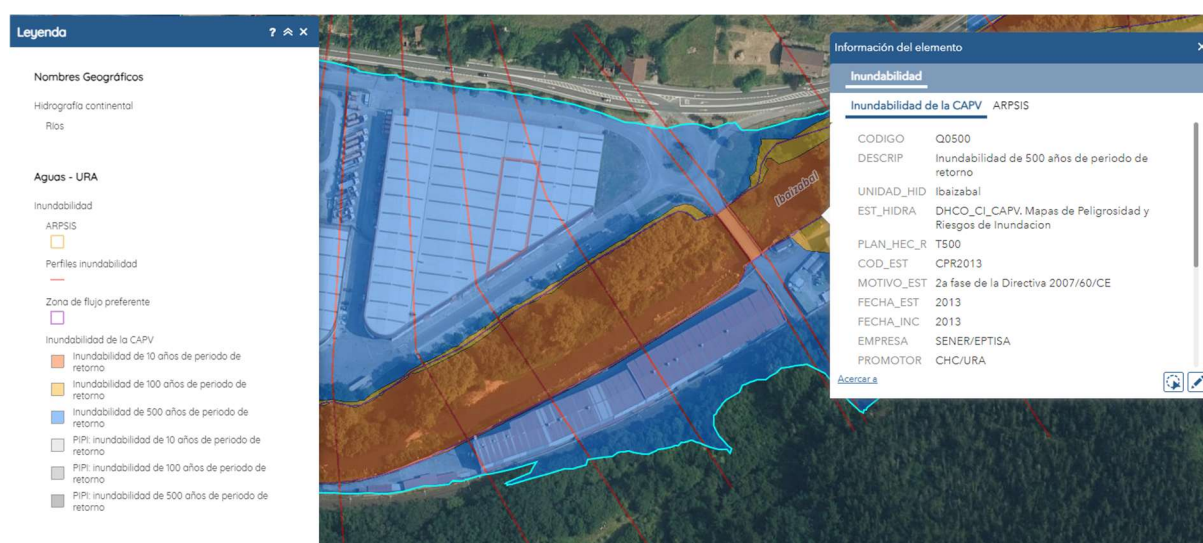 Leyenda
?
Nombres Geográficos
Hidrografía continental
Ríos
Aguas - URA
Inundabilidad
ARPSIS
Perfiles inundabilidad
Zona de flujo preferente
Inundabilidad de la CAPV
Inundabilidad de 10 años de periodo de
retorno
Inundabilidad de 100 años de periodo de
retorno
Inundabilidad de 500 años de periodo de
retorno
PIPI: inundabilidad de 10 años de periodo de
retorno
PIPI: inundabilidad de 100 años de periodo de
retorno
PIPI: inundabilidad de 500 años de periodo de
retorno
Ibaizabal
Información del elemento
Inundabilidad
Inundabilidad de la CAPV ARPSIS
CODIGO Q0500
DESCRIP Inundabilidad de 500 años de periodo de
retorno
UNIDAD_HID Ibaizabal
EST_HIDRA DHCO_CI_CAPV. Mapas de Peligrosidad y
Riesgos de Inundacion
PLAN_HEC_R T500
COD_EST CPR2013
MOTIVO_EST 2a fase de la Directiva 2007/60/CE
FECHA_EST 2013
FECHA_INC 2013
EMPRESA SENER/EPTISA
PROMOTOR CHC/URA
Acercar a